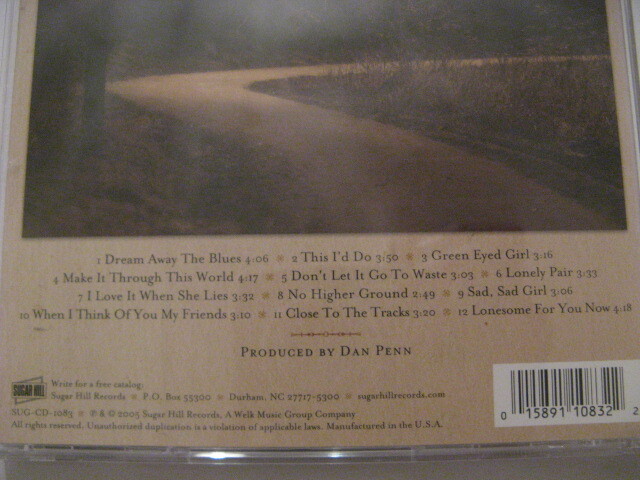 1 Dream Away The Blues 4:06 * 2 This I'd Do 3:50 * 3 Green Eyed Girl 3:16
4 Make It Through This World 4:17 * 5 Don't Let It Go To Waste 3:03 * 6 Lonely Pair 3:33
7 I Love It When She Lies 3:32 * 8 No Higher Ground 2:49 * 9 Sad, Sad Girl 3:06
10 When I Think Of You My Friends 3:10 * 11 Close To The Tracks 3:20 * 12 Lonesome For You Now 4:18
Produced by Dan Penn
SUGAR HILL
Write for a free catalog:
Sugar Hill Records * P.O. Box 55300 * Durham, NC 27717-5300 * sugarhillrecords.com
SUG-CD-1083 * ℗ & © 2005 Sugar Hill Records, A Welk Music Group Company
All rights reserved. Unauthorized duplication is a violation of applicable laws. Manufactured in the U.S.A.
0 15891 10832 2